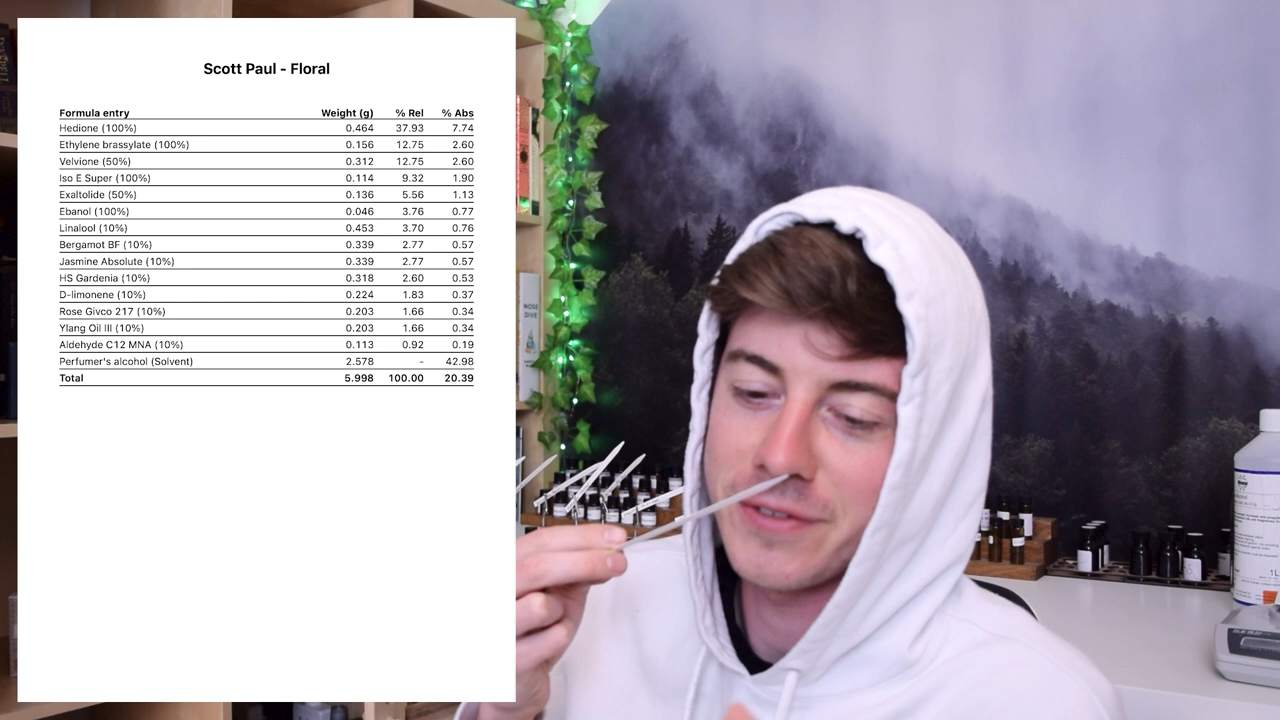 Scott Paul - Floral
Formula entry Weight (g) % Rel % Abs
Hedione (100%) 0.464 37.93 7.74
Ethylene brassylate (100%) 0.156 12.75 2.60
Velvione (50%) 0.312 12.75 2.60
Iso E Super (100%) 0.114 9.32 1.90
Exaltolide (50%) 0.136 5.56 1.13
Ebanol (100%) 0.046 3.76 0.77
Linalool (10%) 0.453 3.70 0.76
Bergamot BF (10%) 0.339 2.77 0.57
Jasmine Absolute (10%) 0.339 2.77 0.57
HS Gardenia (10%) 0.318 2.60 0.53
D-limonene (10%) 0.224 1.83 0.37
Rose Givco 217 (10%) 0.203 1.66 0.34
Ylang Oil III (10%) 0.203 1.66 0.34
Aldehyde C12 MNA (10%) 0.113 0.92 0.19
Perfumer's alcohol (Solvent) 2.578 - 42.98
Total 5.998 100.00 20.39
NOSE
DIVE
1L